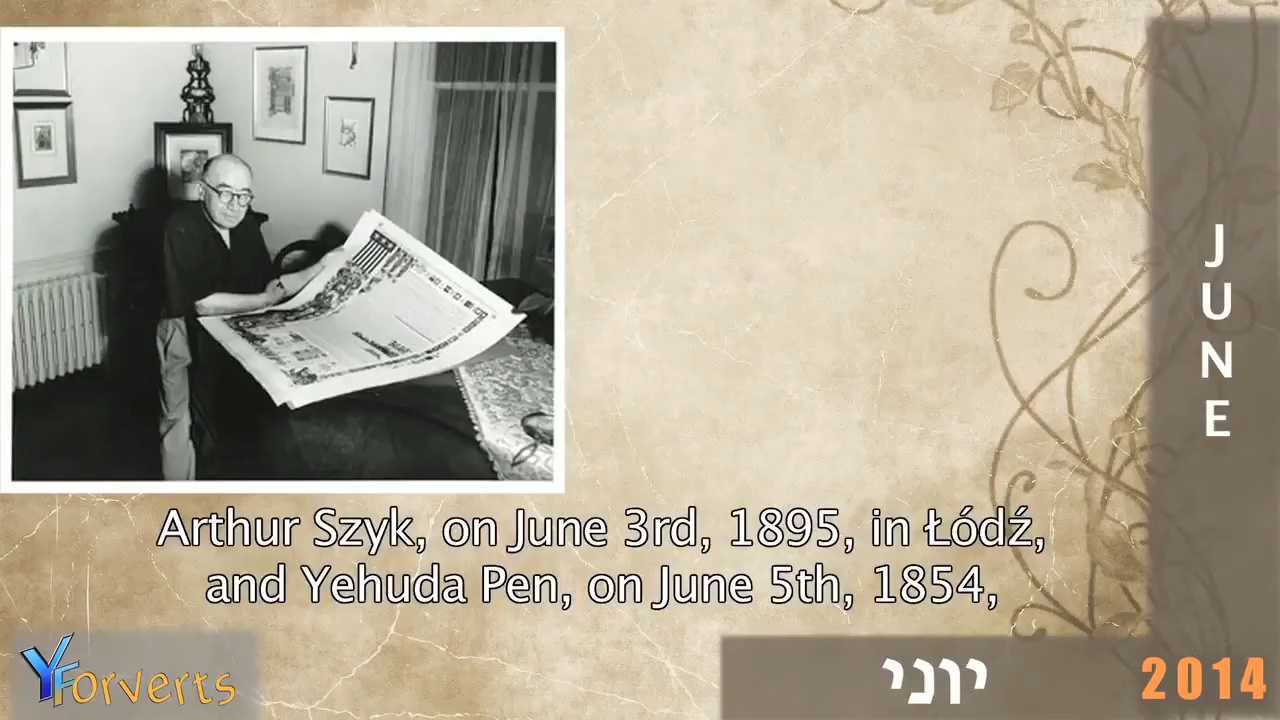 J
U
N
E
Arthur Szyk, on June 3rd, 1895, in Łódź,
and Yehuda Pen, on June 5th, 1854,
YForverts
יוני
2014